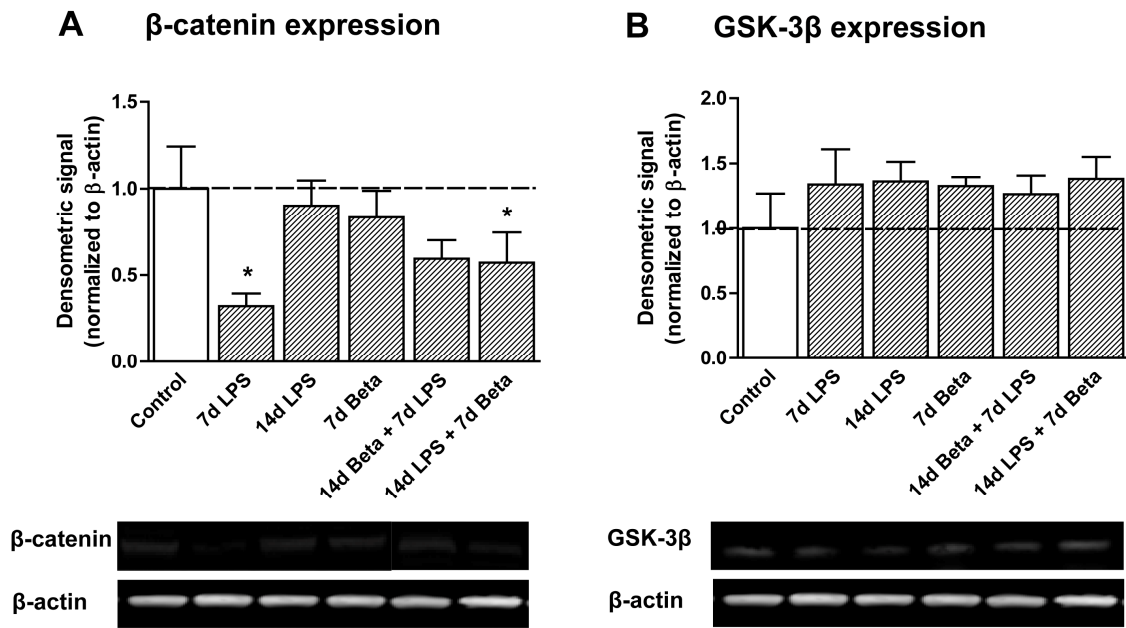 A β-catenin expression
Densometric signal
(normalized to β-actin)
1.5
1.0
0.5
0.0
*
*
Control
7d LPS
14d LPS
7d Beta
14d Beta + 7d LPS
14d LPS + 7d Beta
β-catenin
β-actin
B GSK-3β expression
Densometric signal
(normalized to β-actin)
2.0
1.5
1.0
0.5
0.0
Control
7d LPS
14d LPS
7d Beta
14d Beta + 7d LPS
14d LPS + 7d Beta
GSK-3β
β-actin